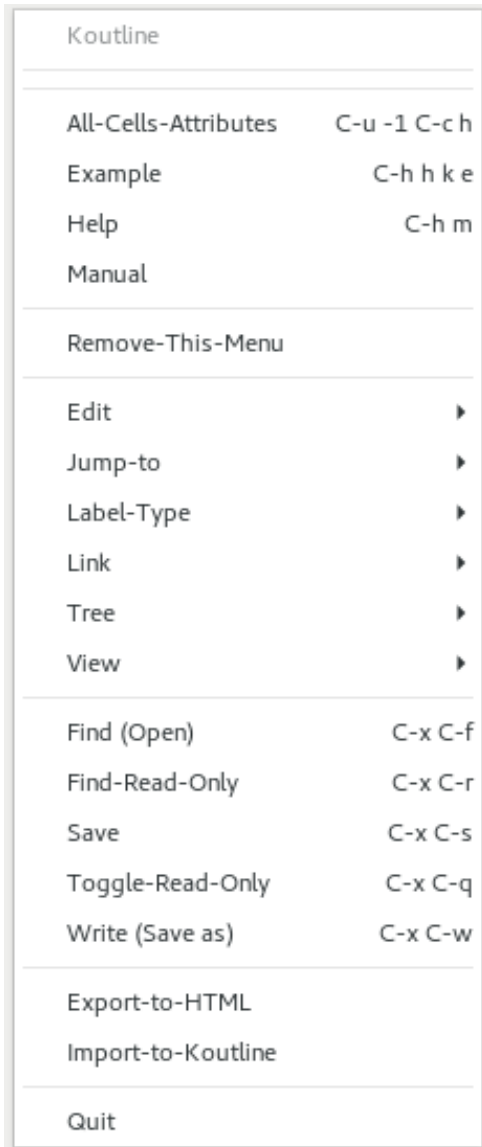 Koutline
All-Cells-Attributes C-u -1 C-c h
Example C-h h k e
Help C-h m
Manual
Remove-This-Menu
Edit
Jump-to
Label-Type
Link
Tree
View
Find (Open) C-x C-f
Find-Read-Only C-x C-r
Save C-x C-s
Toggle-Read-Only C-x C-q
Write (Save as) C-x C-w
Export-to-HTML
Import-to-Koutline
Quit